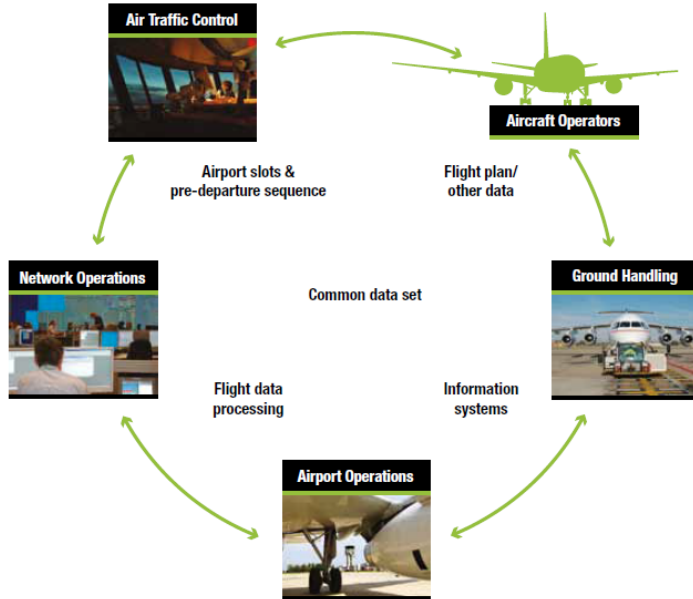 Air Traffic Control
Aircraft Operators
Airport slots &
pre-departure sequence
Flight plan/
other data
Network Operations
Ground Handling
Common data set
Flight data
processing
Information
systems
Airport Operations